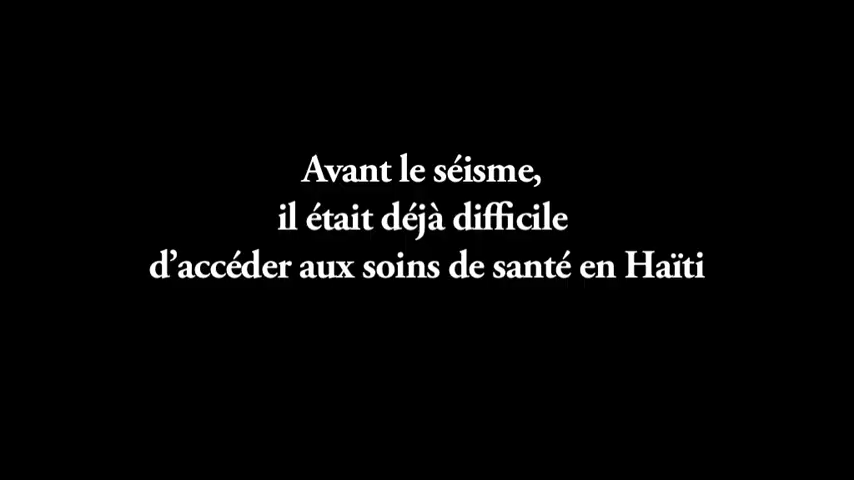 Avant le séisme,
il était déjà difficile
d’accéder aux soins de santé en Haïti